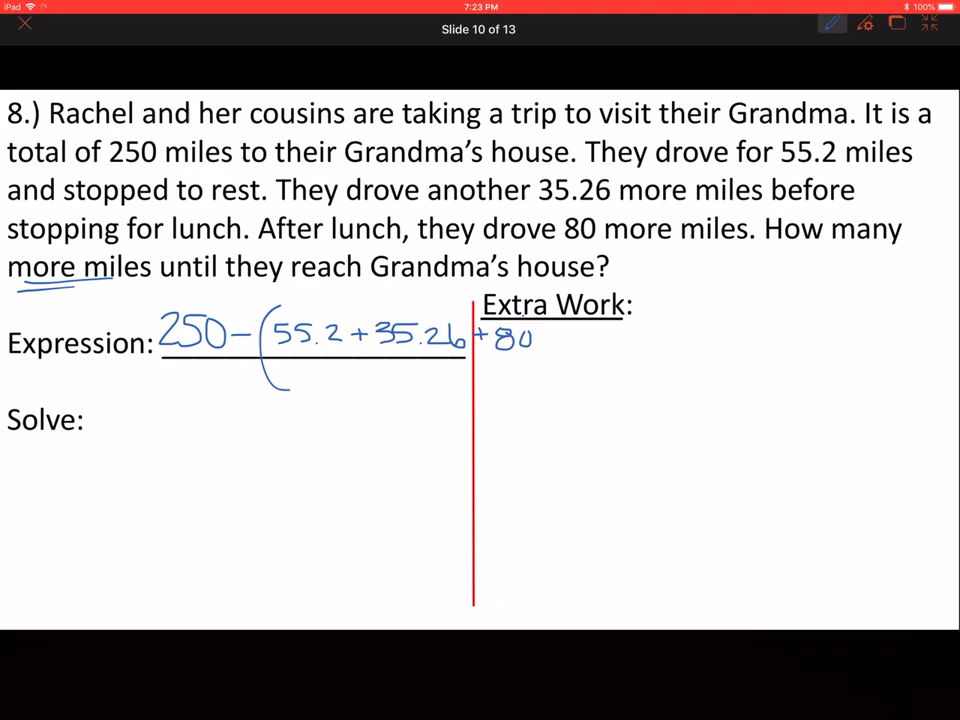 iPad 7:23 PM 100%
Slide 10 of 13
8.) Rachel and her cousins are taking a trip to visit their Grandma. It is a
total of 250 miles to their Grandma's house. They drove for 55.2 miles
and stopped to rest. They drove another 35.26 more miles before
stopping for lunch. After lunch, they drove 80 more miles. How many
more miles until they reach Grandma's house?
Extra Work:
Expression: 250 - (55.2 + 35.26 + 80
Solve: